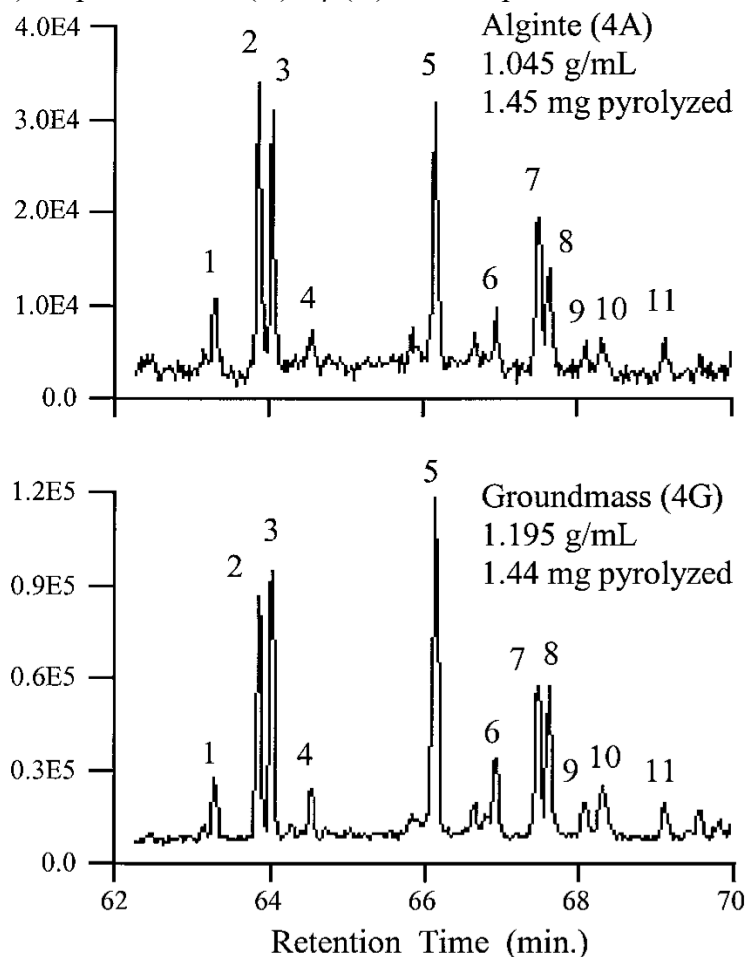 4.0E4
3.0E4
2.0E4
1.0E4
0.0
Alginte (4A)
1.045 g/mL
1.45 mg pyrolyzed
1
2
3
4
5
6
7
8
9
10
11
1.2E5
0.9E5
0.6E5
0.3E5
0.0
Groundmass (4G)
1.195 g/mL
1.44 mg pyrolyzed
1
2
3
4
5
6
7
8
9
10
11
62
64
66
68
70
Retention Time (min.)